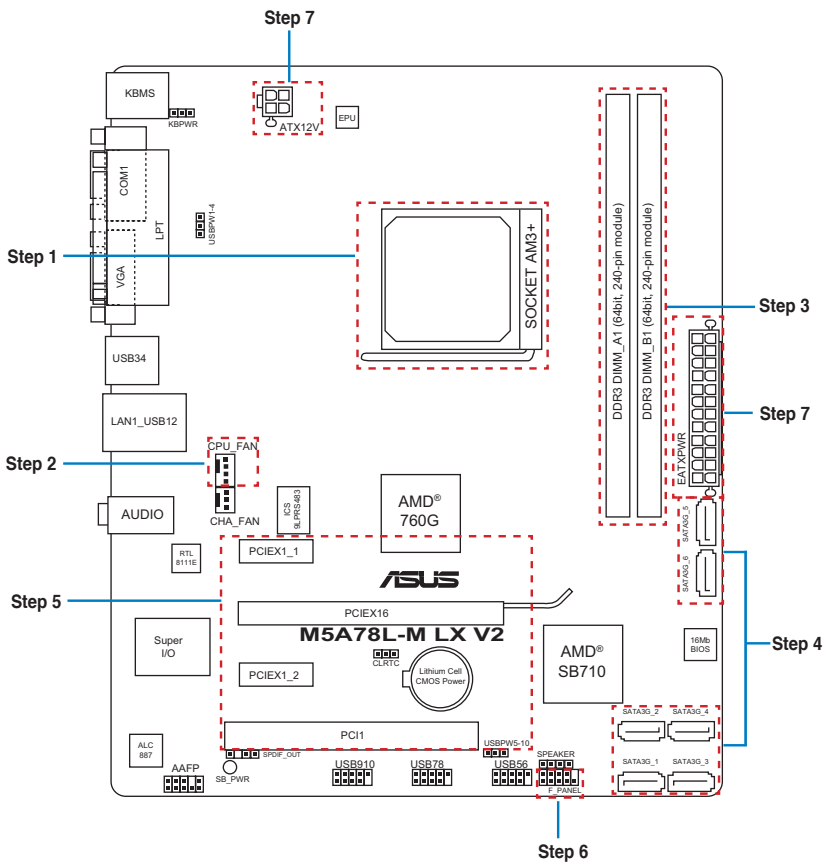 Step 7
KBMS
KBPWR
ATX12V
EPU
COM1
LPT
VGA
USBPW1-4
Step 1
SOCKET AM3+
DDR3 DIMM_A1 (64bit, 240-pin module)
DDR3 DIMM_B1 (64bit, 240-pin module)
Step 3
USB34
LAN1_USB12
EATXPWR
Step 7
Step 2
CPU_FAN
CHA_FAN
ICS
9LPRS483
AMD®
760G
AUDIO
SATA3G_5
SATA3G_6
RTL
8111E
PCIEX1_1
ASUS
Step 5
PCIEX16
M5A78L-M LX V2
Super
I/O
CLRTC
Lithium Cell
CMOS Power
AMD®
SB710
16Mb
BIOS
Step 4
PCIEX1_2
SATA3G_2
SATA3G_4
PCI1
ALC
887
AAFP
SPDIF_OUT
SB_PWR
USB910
USB78
USBPW5-10
USB56
SPEAKER
F_PANEL
SATA3G_1
SATA3G_3
Step 6